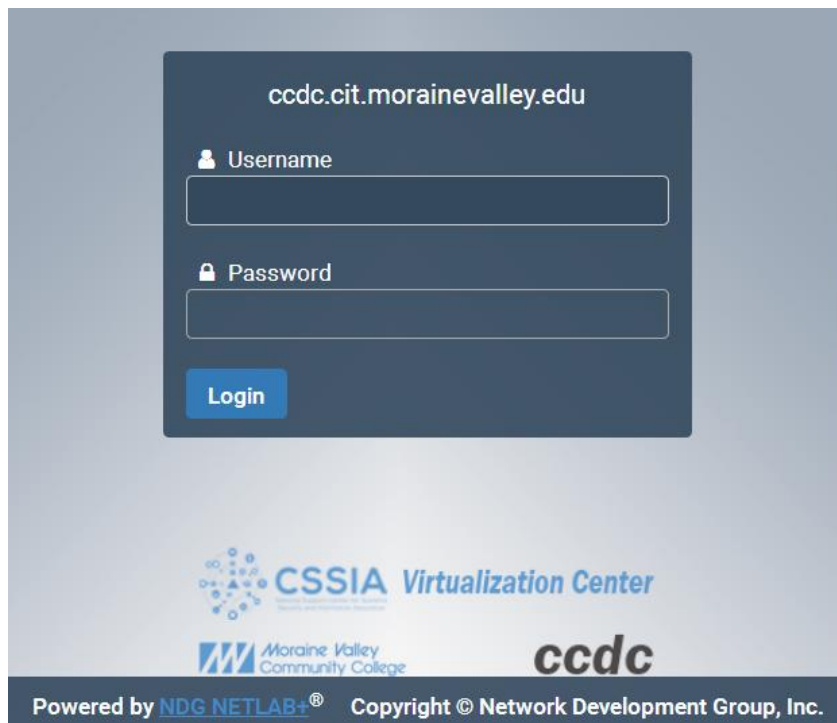 ccdc.cit.morainevalley.edu
Username
Password
Login
CSSIA Virtualization Center
Moraine Valley
Community College
ccdc
Powered by NDG NETLAB+® Copyright © Network Development Group, Inc.